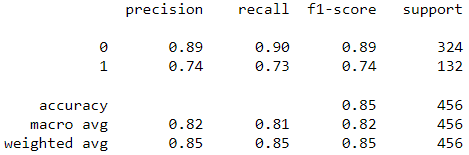 precision recall f1-score support
0 0.89 0.90 0.89 324
1 0.74 0.73 0.74 132
accuracy 0.85 456
macro avg 0.82 0.81 0.82 456
weighted avg 0.85 0.85 0.85 456